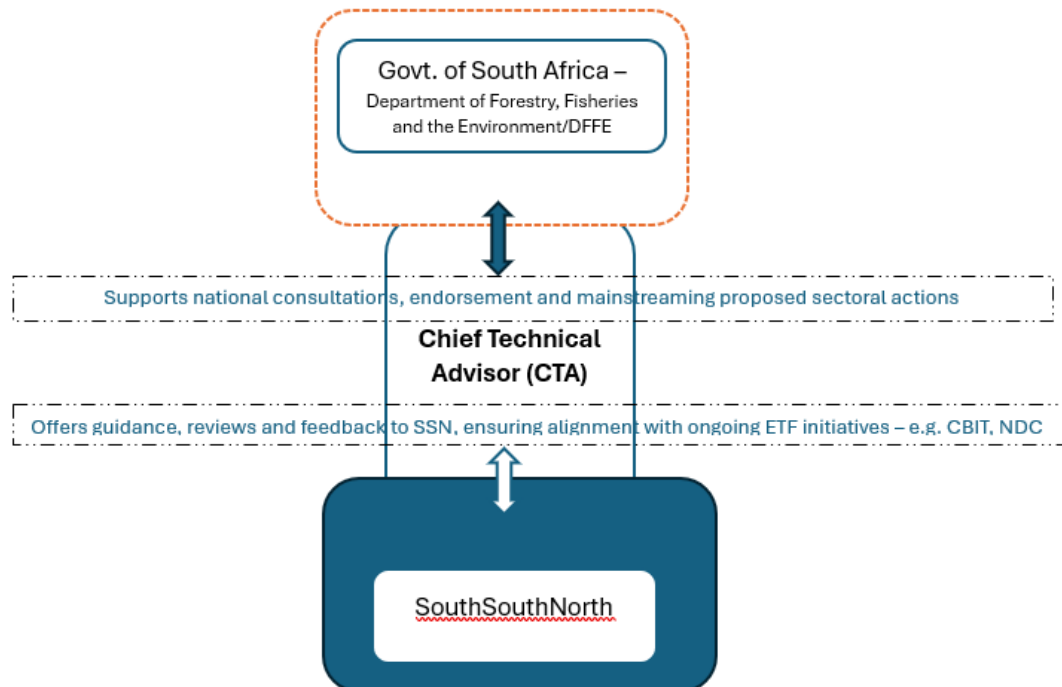 Govt. of South Africa –
Department of Forestry, Fisheries
and the Environment/DFFE
Supports national consultations, endorsement and mainstreaming proposed sectoral actions
Chief Technical
Advisor (CTA)
Offers guidance, reviews and feedback to SSN, ensuring alignment with ongoing ETF initiatives – e.g. CBIT, NDC
SouthSouthNorth